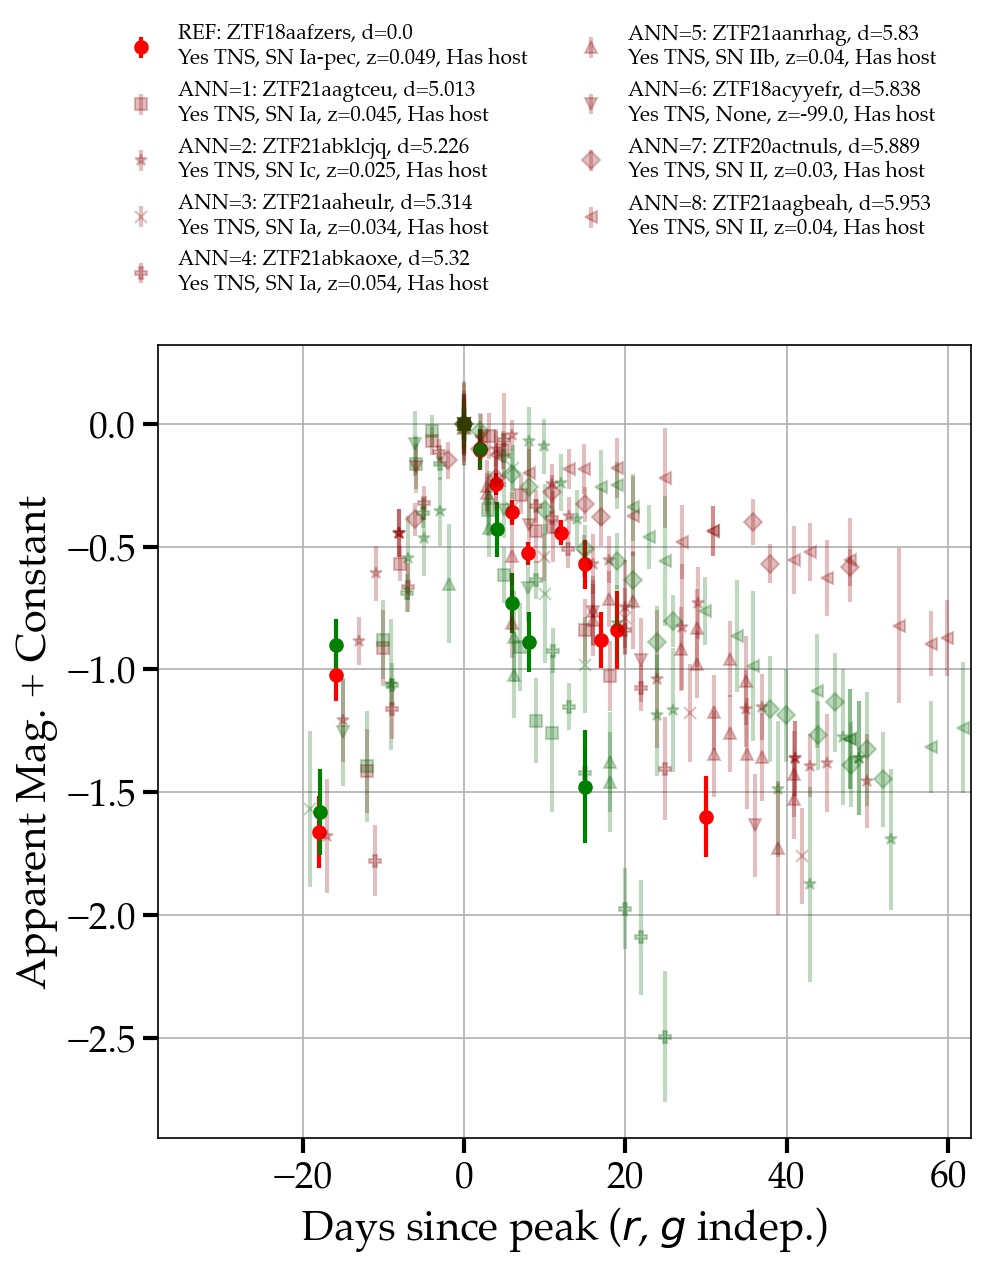 REF: ZTF18aafzers, d=0.0
Yes TNS, SN Ia-pec, z=0.049, Has host
ANN=1: ZTF21aagtceu, d=5.013
Yes TNS, SN Ia, z=0.045, Has host
ANN=2: ZTF21abklcjq, d=5.226
Yes TNS, SN Ic, z=0.025, Has host
ANN=3: ZTF21aaheulr, d=5.314
Yes TNS, SN Ia, z=0.034, Has host
ANN=4: ZTF21abkaoxe, d=5.32
Yes TNS, SN Ia, z=0.054, Has host
ANN=5: ZTF21aanrhag, d=5.83
Yes TNS, SN IIb, z=0.04, Has host
ANN=6: ZTF18acyyefr, d=5.838
Yes TNS, None, z=-99.0, Has host
ANN=7: ZTF20actnuls, d=5.889
Yes TNS, SN II, z=0.03, Has host
ANN=8: ZTF21aagbeah, d=5.953
Yes TNS, SN II, z=0.04, Has host
Apparent Mag. + Constant
0.0
−0.5
−1.0
−1.5
−2.0
−2.5
−20
0
20
40
60
Days since peak (r, g indep.)